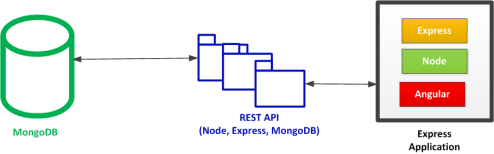 MongoDB
REST API
(Node, Express, MongoDB)
Express
Node
Angular
Express
Application